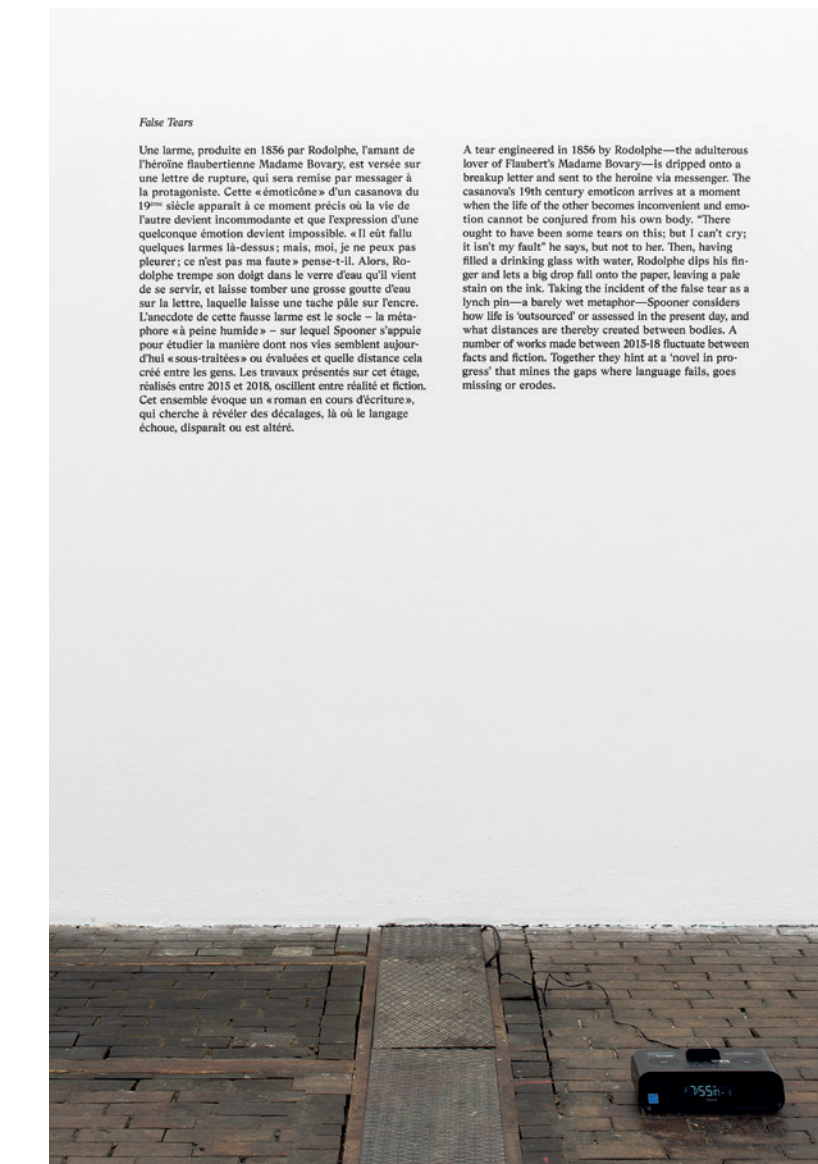 False Tears
Une larme, produite en 1856 par Rodolphe, l'amant de
l'héroïne flaubertienne Madame Bovary, est versée sur
une lettre de rupture, qui sera remise par messager à
la protagoniste. Cette « émoticône » d'un casanova du
19ème siècle apparaît à ce moment précis où la vie de
l'autre devient incommodante et que l'expression d'une
quelconque émotion devient impossible. « Il eût fallu
quelques larmes là-dessus ; mais, moi, je ne peux pas
pleurer ; ce n'est pas ma faute » pense-t-il. Alors, Ro-
dolphe trempe son doigt dans le verre d'eau qu'il vient
de se servir, et laisse tomber une grosse goutte d'eau
sur la lettre, laquelle laisse une tache pâle sur l'encre.
L'anecdote de cette fausse larme est le socle – la méta-
phore « à peine humide » – sur lequel Spooner s'appuie
pour étudier la manière dont nos vies semblent aujour-
d'hui « sous-traitées » ou évaluées et quelle distance cela
créé entre les gens. Les travaux présentés sur cet étage,
réalisés entre 2015 et 2018, oscillent entre réalité et fiction.
Cet ensemble évoque un « roman en cours d'écriture »,
qui cherche à révéler des décalages, là où le langage
échoue, disparaît ou est altéré.
A tear engineered in 1856 by Rodolphe—the adulterous
lover of Flaubert's Madame Bovary—is dripped onto a
breakup letter and sent to the heroine via messenger. The
casanova's 19th century emoticon arrives at a moment
when the life of the other becomes inconvenient and emo-
tion cannot be conjured from his own body. "There
ought to have been some tears on this; but I can't cry;
it isn't my fault" he says, but not to her. Then, having
filled a drinking glass with water, Rodolphe dips his fin-
ger and lets a big drop fall onto the paper, leaving a pale
stain on the ink. Taking the incident of the false tear as a
lynch pin—a barely wet metaphor—Spooner considers
how life is 'outsourced' or assessed in the present day, and
what distances are thereby created between bodies. A
number of works made between 2015-18 fluctuate between
facts and fiction. Together they hint at a 'novel in pro-
gress' that mines the gaps where language fails, goes
missing or erodes.
7:55